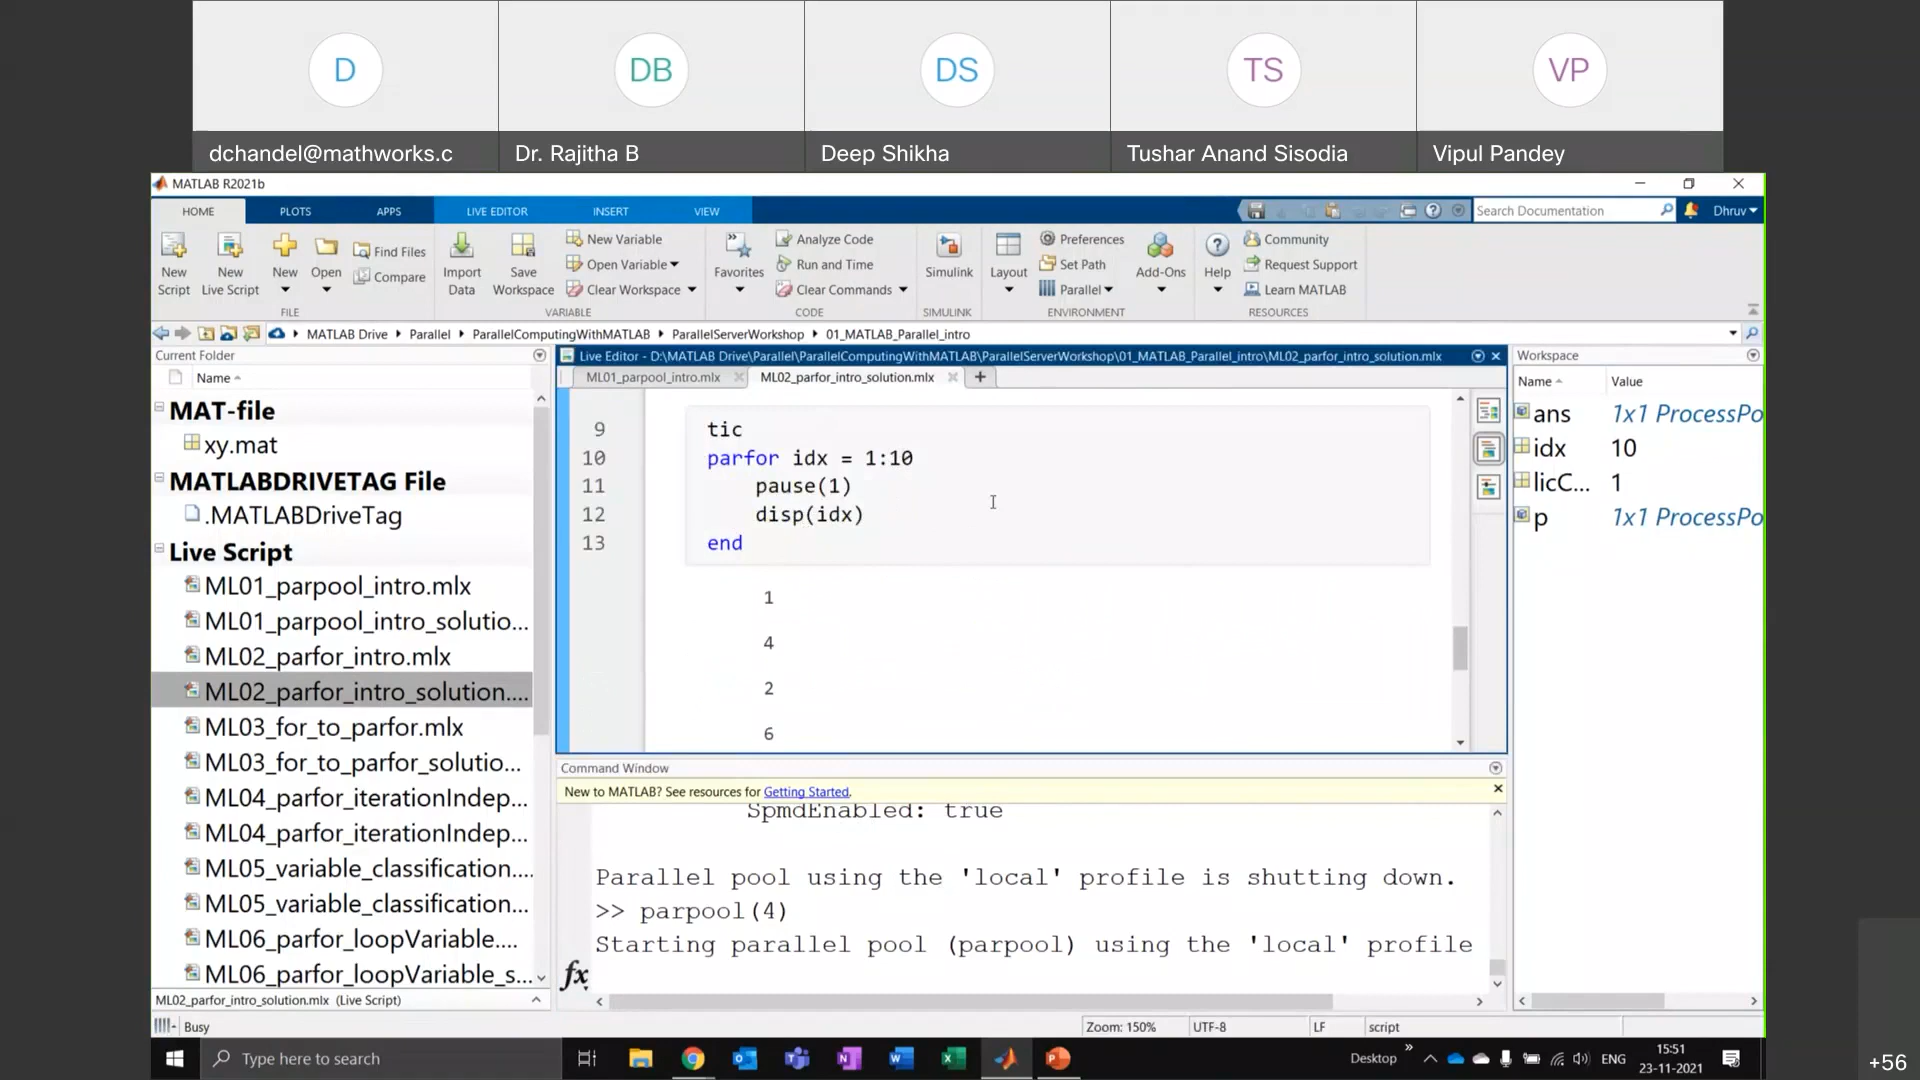 D
DB
DS
TS
VP
dchandel@mathworks.c
Dr. Rajitha B
Deep Shikha
Tushar Anand Sisodia
Vipul Pandey
MATLAB R2021b
HOME
PLOTS
APPS
LIVE EDITOR
INSERT
VIEW
Search Documentation
Dhruv
New Script
New Live Script
New
Open
Find Files
Compare
Import Data
Save Workspace
New Variable
Open Variable
Clear Workspace
Favorites
Analyze Code
Run and Time
Clear Commands
Simulink
Layout
Preferences
Set Path
Parallel
Add-Ons
Help
Community
Request Support
Learn MATLAB
FILE
VARIABLE
CODE
SIMULINK
ENVIRONMENT
RESOURCES
MATLAB Drive
Parallel
ParallelComputingWithMATLAB
ParallelServerWorkshop
01_MATLAB_Parallel_intro
Current Folder
Name
MAT-file
xy.mat
MATLABDRIVETAG File
.MATLABDriveTag
Live Script
ML01_parpool_intro.mlx
ML01_parpool_intro_solutio...
ML02_parfor_intro.mlx
ML02_parfor_intro_solution....
ML03_for_to_parfor.mlx
ML03_for_to_parfor_solutio...
ML04_parfor_iterationIndep...
ML04_parfor_iterationIndep...
ML05_variable_classification....
ML05_variable_classification...
ML06_parfor_loopVariable....
ML06_parfor_loopVariable_s...
ML02_parfor_intro_solution.mlx (Live Script)
Live Editor - D:\MATLAB Drive\Parallel\ParallelComputingWithMATLAB\ParallelServerWorkshop\01_MATLAB_Parallel_intro\ML02_parfor_intro_solution.mlx
ML01_parpool_intro.mlx
ML02_parfor_intro_solution.mlx
9 tic
10 parfor idx = 1:10
11 pause(1)
12 disp(idx)
13 end
1
4
2
6
Command Window
New to MATLAB? See resources for Getting Started.
SpmdEnabled: true
Parallel pool using the 'local' profile is shutting down.
>> parpool(4)
Starting parallel pool (parpool) using the 'local' profile
fx
Workspace
Name Value
ans 1x1 ProcessPo
idx 10
licC... 1
p 1x1 ProcessPo
Busy
Zoom: 150%
UTF-8
LF
script
Type here to search
Desktop
ENG
15:51
23-11-2021
+56